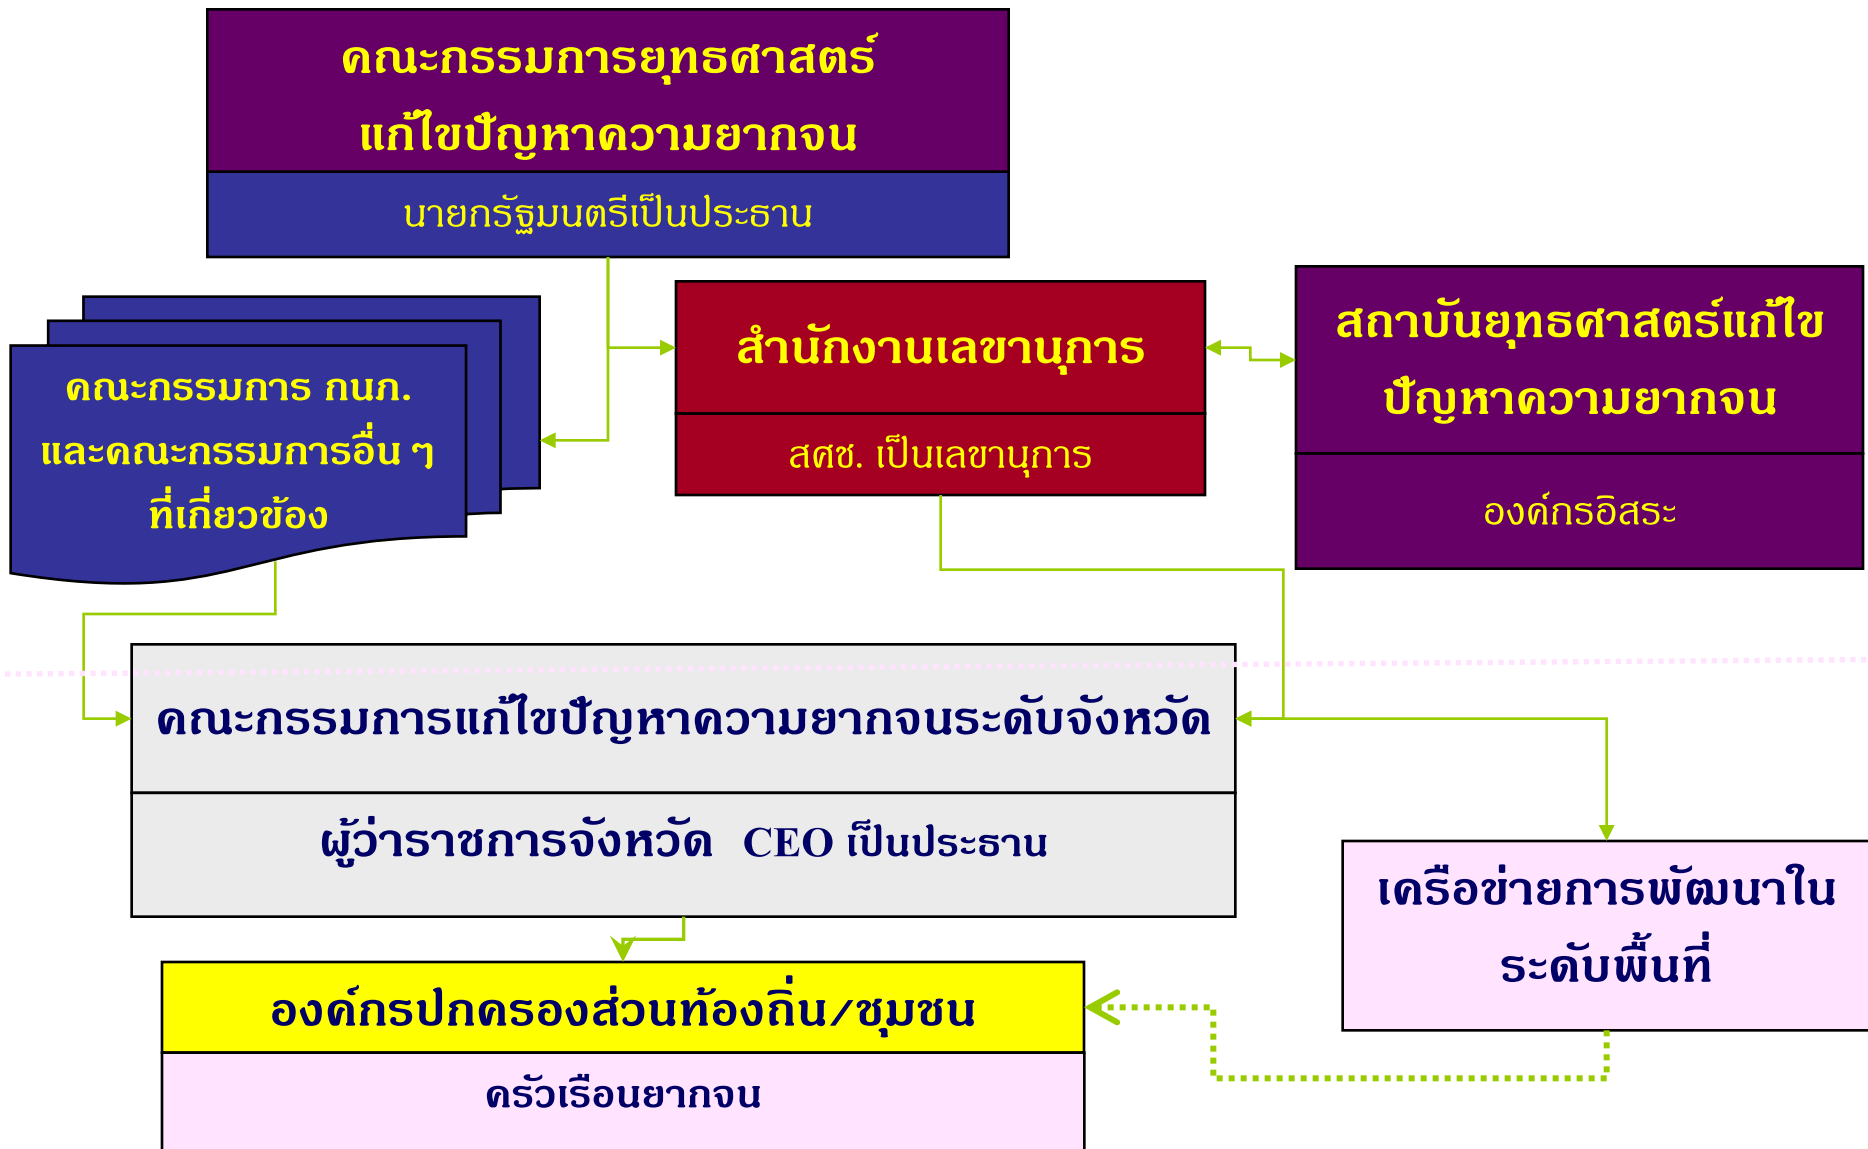 คณะกรรมการยุทธศาสตร์
แก้ไขปัญหาความยากจน
นายกรัฐมนตรีเป็นประธาน
คณะกรรมการ กนภ.
และคณะกรรมการอื่น ๆ
ที่เกี่ยวข้อง
สำนักงานเลขานุการ
สศช. เป็นเลขานุการ
สถาบันยุทธศาสตร์แก้ไข
ปัญหาความยากจน
องค์กรอิสระ
คณะกรรมการแก้ไขปัญหาความยากจนระดับจังหวัด
ผู้ว่าราชการจังหวัด CEO เป็นประธาน
เครือข่ายการพัฒนาใน
ระดับพื้นที่
องค์กรปกครองส่วนท้องถิ่น/ชุมชน
ครัวเรือนยากจน